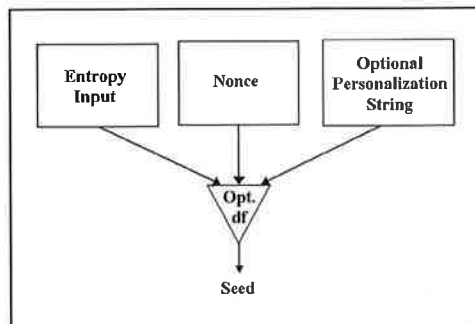 Entropy
Input
Nonce
Optional
Personalization
String
Opt.
df
Seed